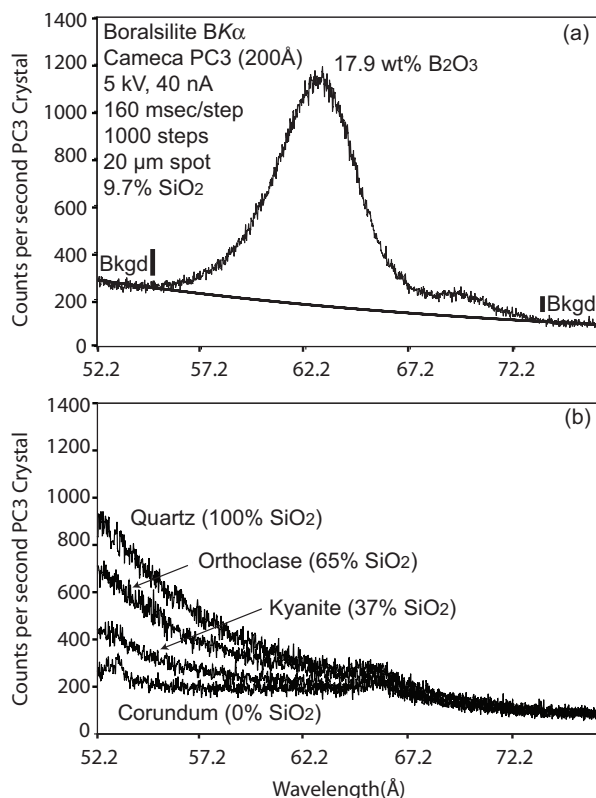 Boralsilite BKα
Cameca PC3 (200Å)
5 kV, 40 nA
160 msec/step
1000 steps
20 µm spot
9.7% SiO2
(a)
17.9 wt% B2O3
Counts per second PC3 Crystal
1400
1200
1000
800
600
400
200
0
Bkgd
Bkgd
52.2
57.2
62.2
67.2
72.2
(b)
Counts per second PC3 Crystal
1400
1200
1000
800
600
400
200
0
Quartz (100% SiO2)
Orthoclase (65% SiO2)
Kyanite (37% SiO2)
Corundum (0% SiO2)
52.2
57.2
62.2
67.2
72.2
Wavelength(Å)